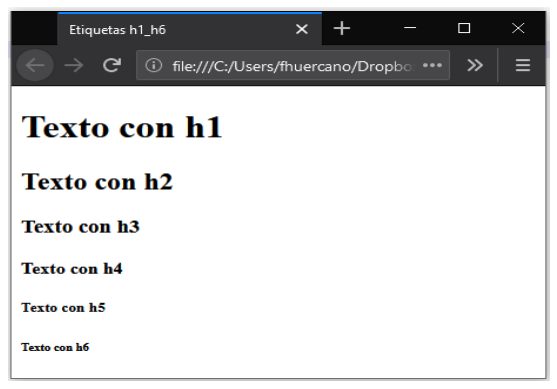 Etiquetas h1_h6
file:///C:/Users/fhuercano/Dropbo
Texto con h1
Texto con h2
Texto con h3
Texto con h4
Texto con h5
Texto con h6